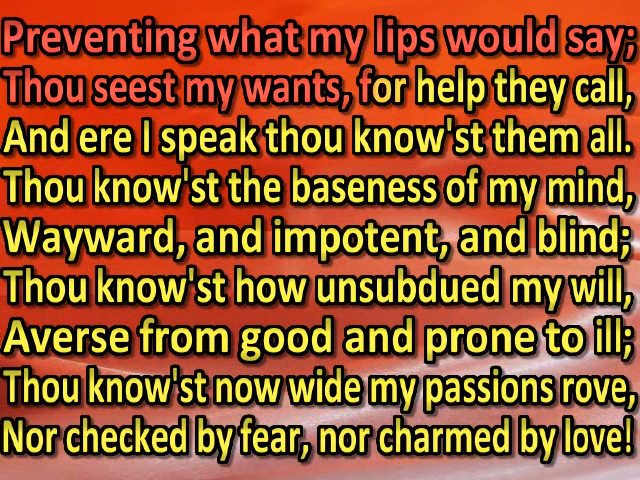 Preventing what my lips would say;
Thou seest my wants, for help they call,
And ere I speak thou know'st them all.
Thou know'st the baseness of my mind,
Wayward, and impotent, and blind;
Thou know'st how unsubdued my will,
Averse from good and prone to ill;
Thou know'st now wide my passions rove,
Nor checked by fear, nor charmed by love!